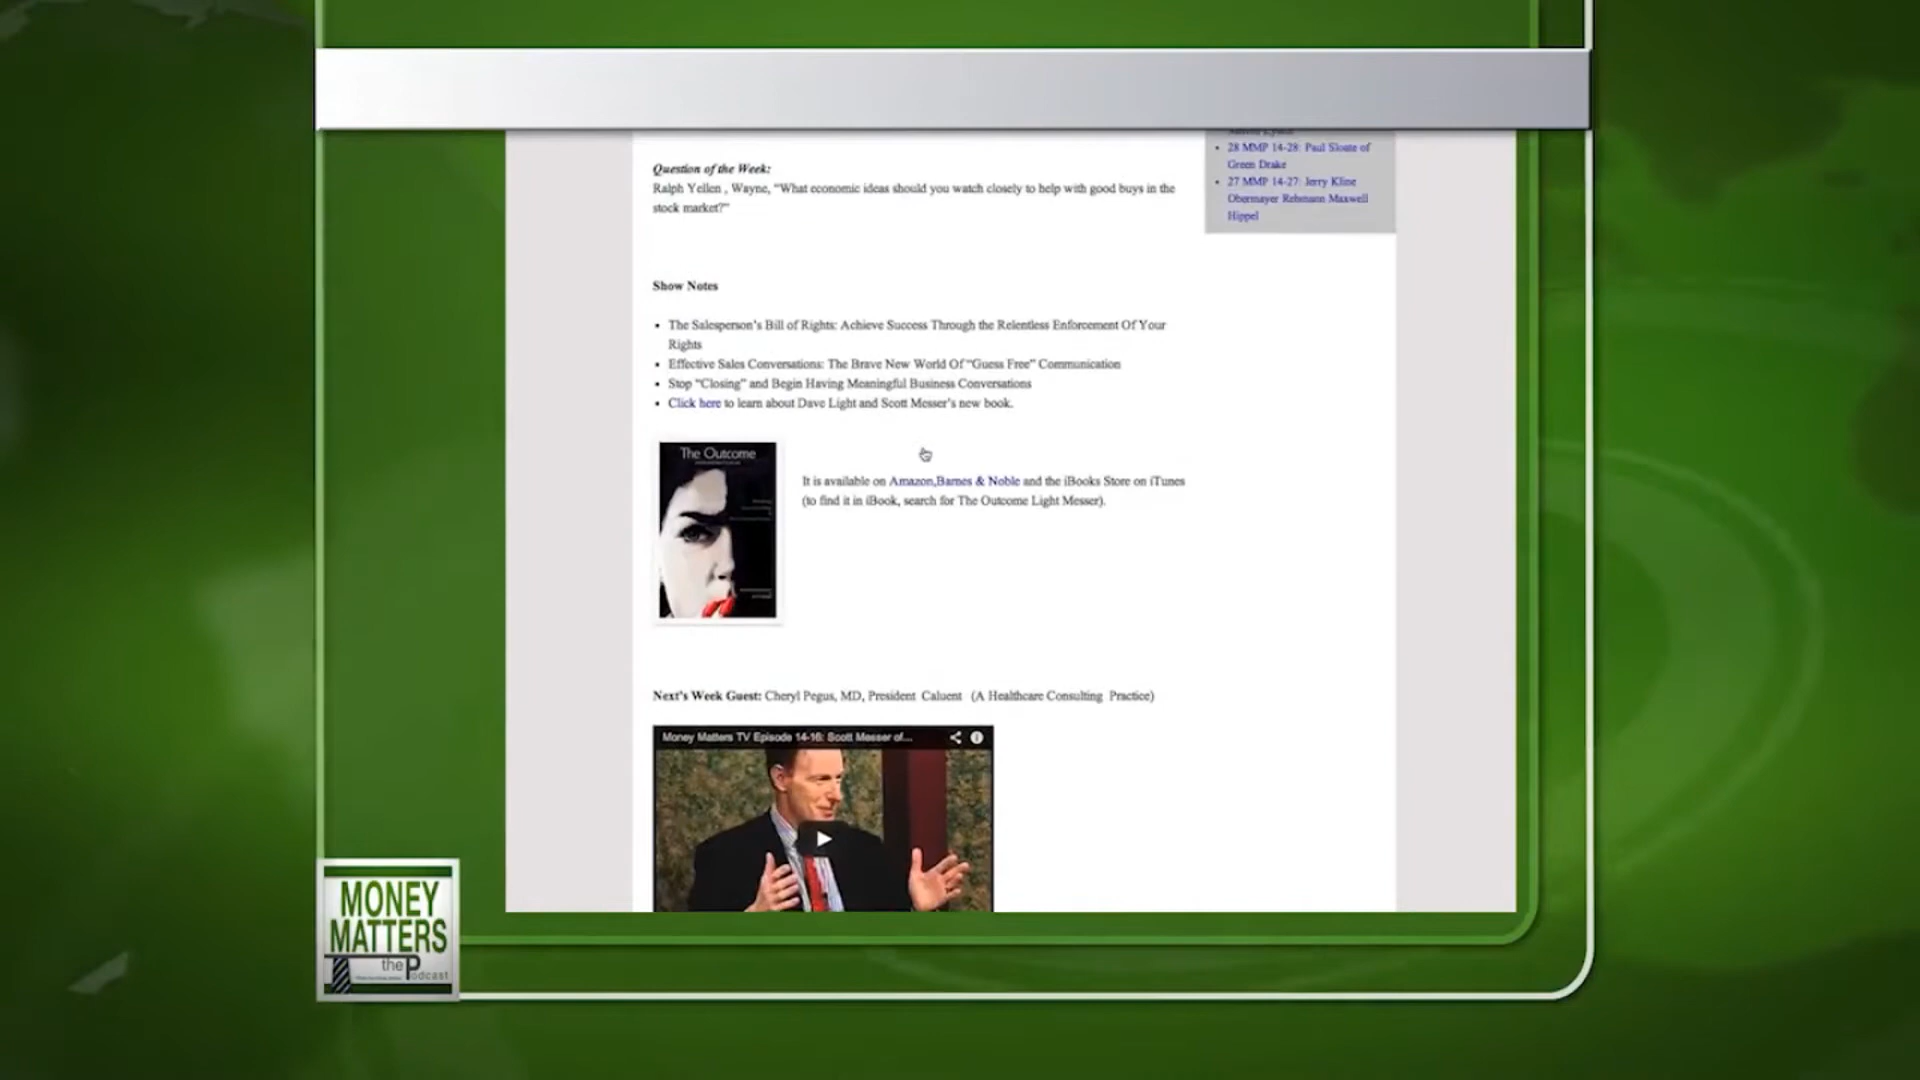 28 MMP 14-28: Paul Sloate of
Green Drake
27 MMP 14-27: Jerry Kline
Obermayer Rebmann Maxwell
Hippel
Question of the Week:
Ralph Yellen , Wayne, “What economic ideas should you watch closely to help with good buys in the
stock market?”
Show Notes
• The Salesperson’s Bill of Rights: Achieve Success Through the Relentless Enforcement Of Your
Rights
• Effective Sales Conversations: The Brave New World Of “Guess Free” Communication
• Stop “Closing” and Begin Having Meaningful Business Conversations
• Click here to learn about Dave Light and Scott Messer’s new book.
The Outcome
It is available on Amazon,Barnes & Noble and the iBooks Store on iTunes
(to find it in iBook, search for The Outcome Light Messer).
Next’s Week Guest: Cheryl Pegus, MD, President Caluent (A Healthcare Consulting Practice)
Money Matters TV Episode 14-16: Scott Messer of...
MONEY
MATTERS
the Podcast